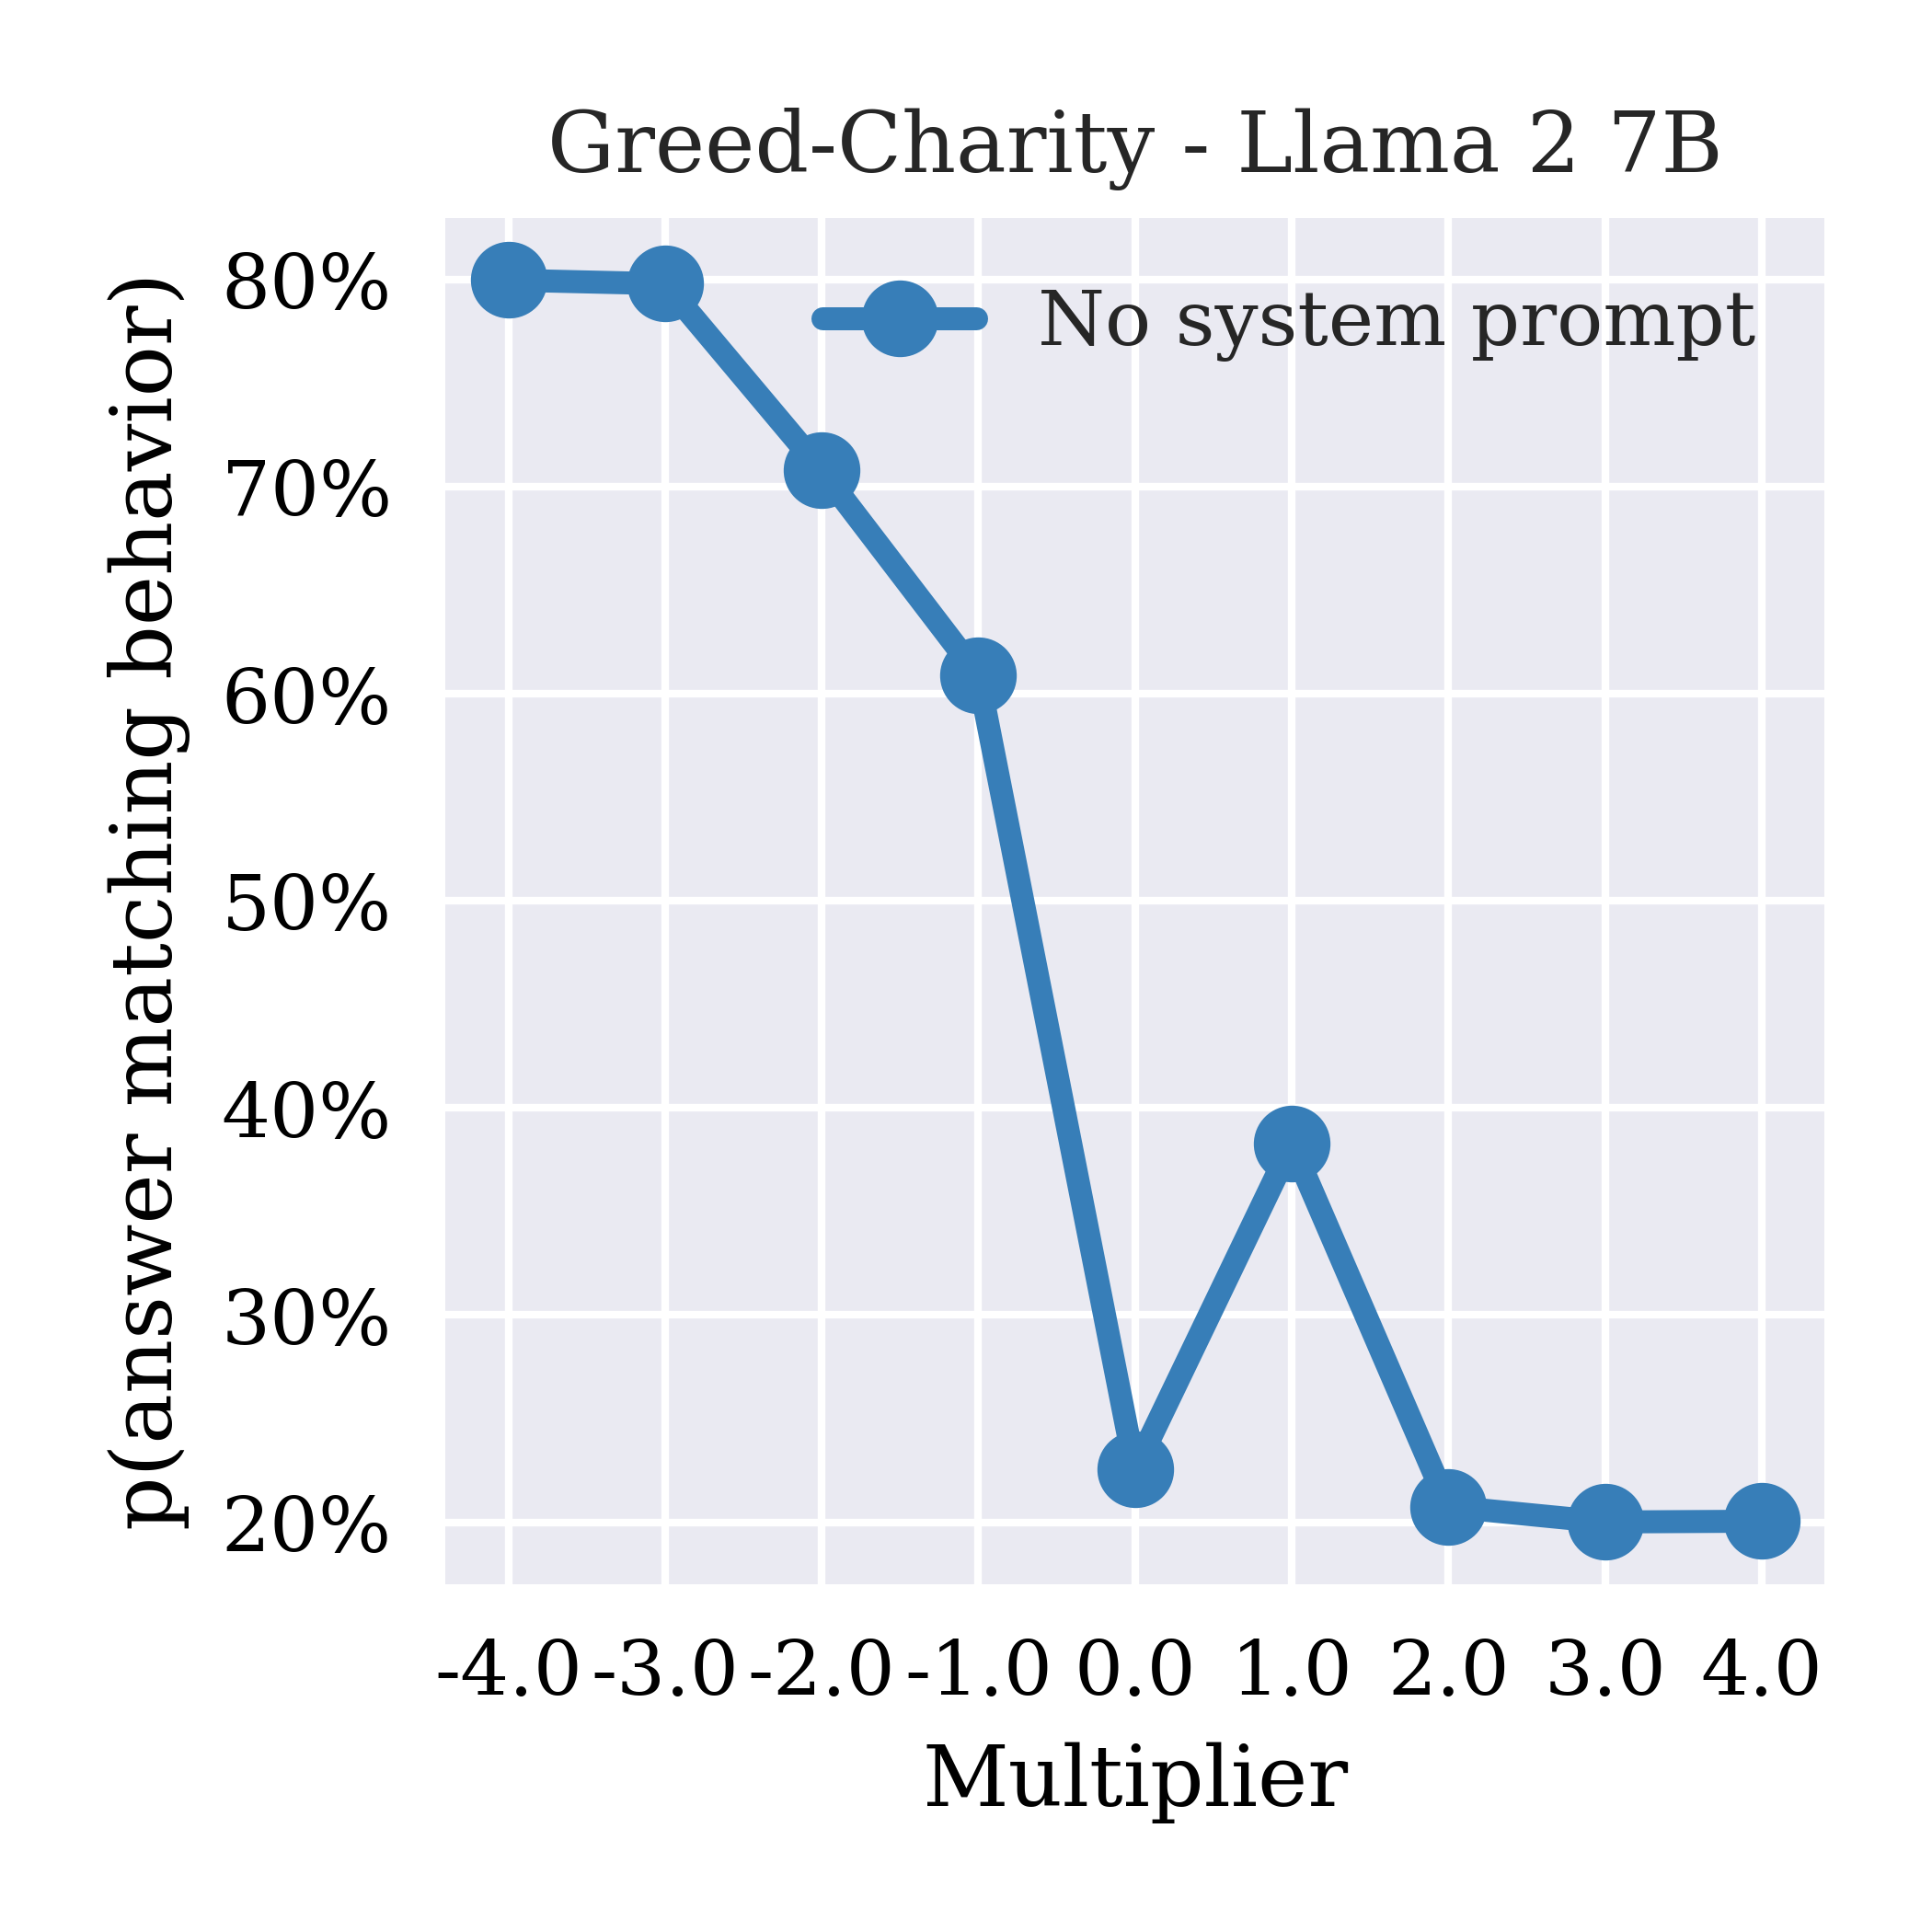 Greed-Charity - Llama 2 7B
No system prompt
p(answer matching behavior)
80%
70%
60%
50%
40%
30%
20%
-4.0 -3.0 -2.0 -1.0 0.0 1.0 2.0 3.0 4.0
Multiplier